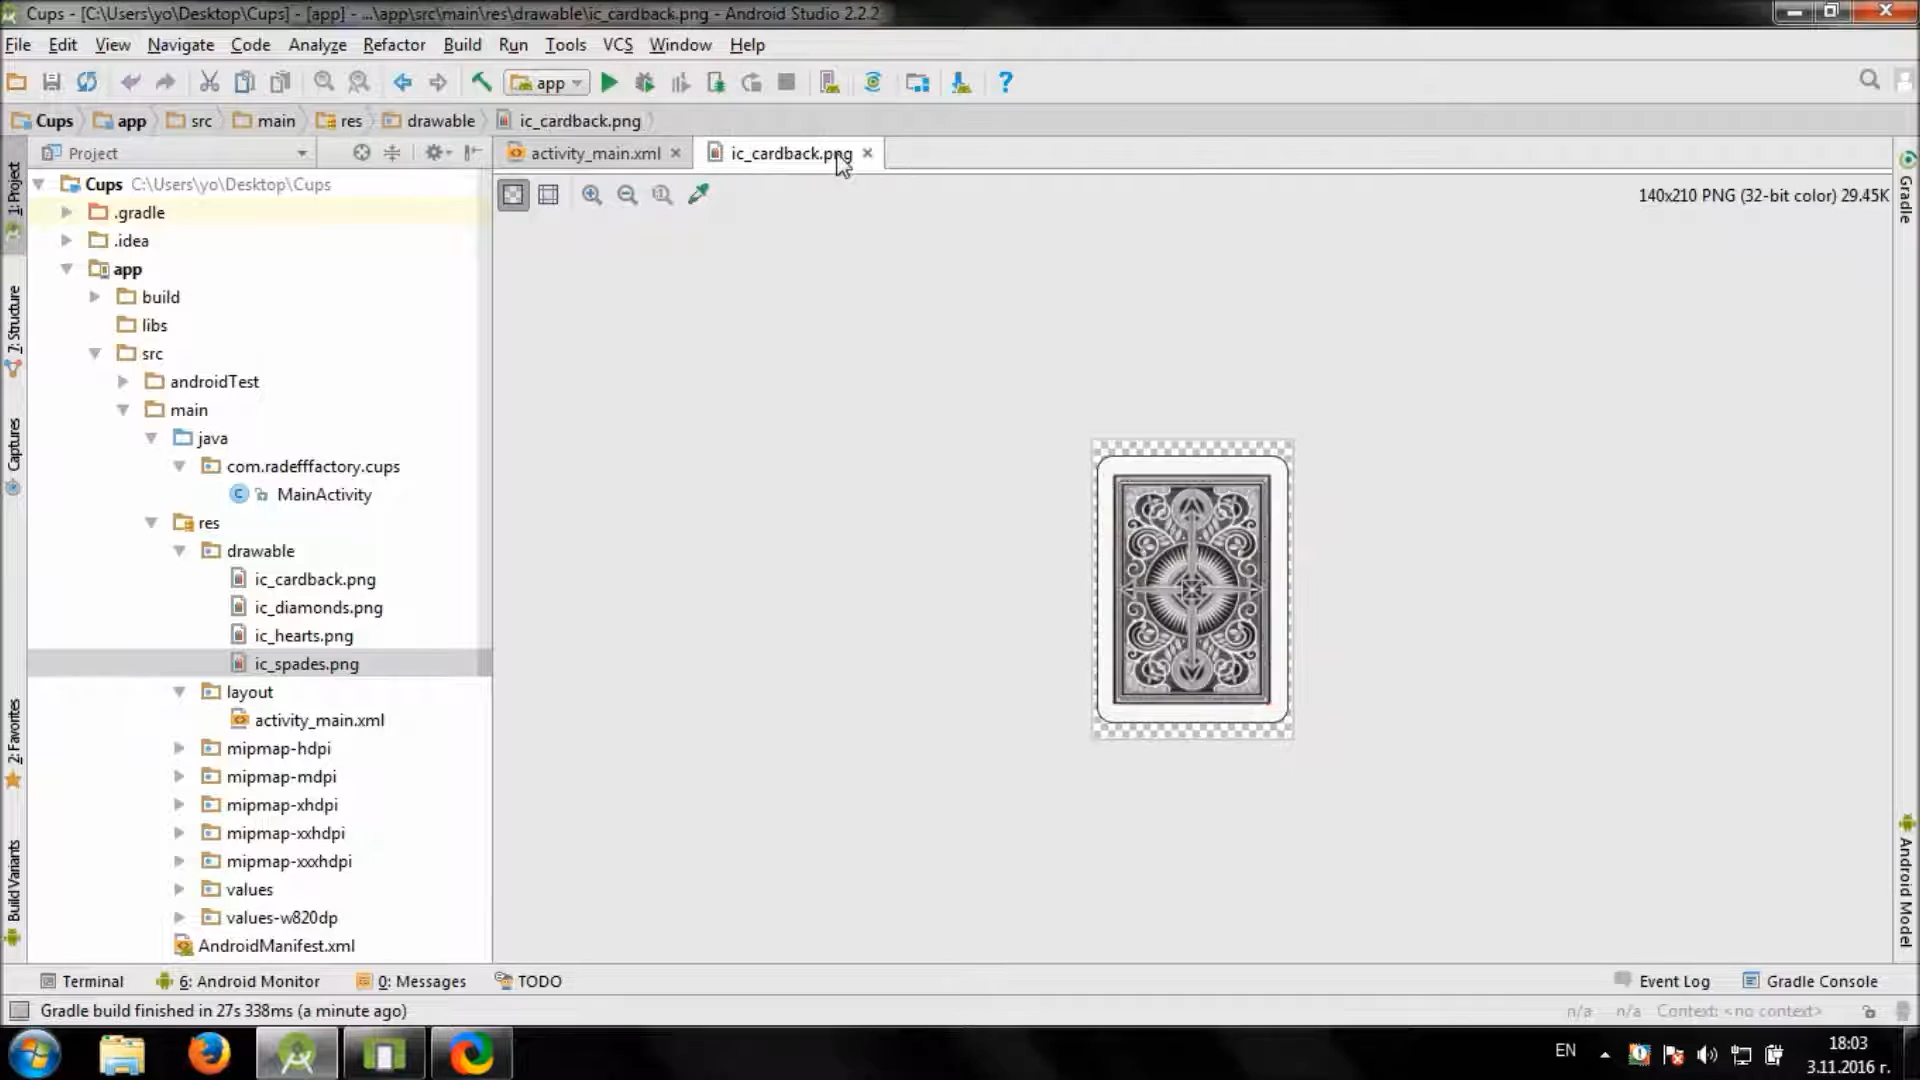 Cups - [C:\Users\yo\Desktop\Cups] - [app] - ...\app\src\main\res\drawable\ic_cardback.png - Android Studio 2.2.2
File Edit View Navigate Code Analyze Refactor Build Run Tools VCS Window Help
app
Cups app src main res drawable ic_cardback.png
Project
activity_main.xml
ic_cardback.png
140x210 PNG (32-bit color) 29.45K
Cups C:\Users\yo\Desktop\Cups
.gradle
.idea
app
build
libs
src
androidTest
main
java
com.radefffactory.cups
MainActivity
res
drawable
ic_cardback.png
ic_diamonds.png
ic_hearts.png
ic_spades.png
layout
activity_main.xml
mipmap-hdpi
mipmap-mdpi
mipmap-xhdpi
mipmap-xxhdpi
mipmap-xxxhdpi
values
values-w820dp
AndroidManifest.xml
1: Project
7: Structure
Captures
2: Favorites
Build Variants
Gradle
Android Model
Terminal 6: Android Monitor 0: Messages TODO Event Log Gradle Console
Gradle build finished in 27s 338ms (a minute ago) n/a n/a Context: <no context>
EN
18:03
3.11.2016 г.